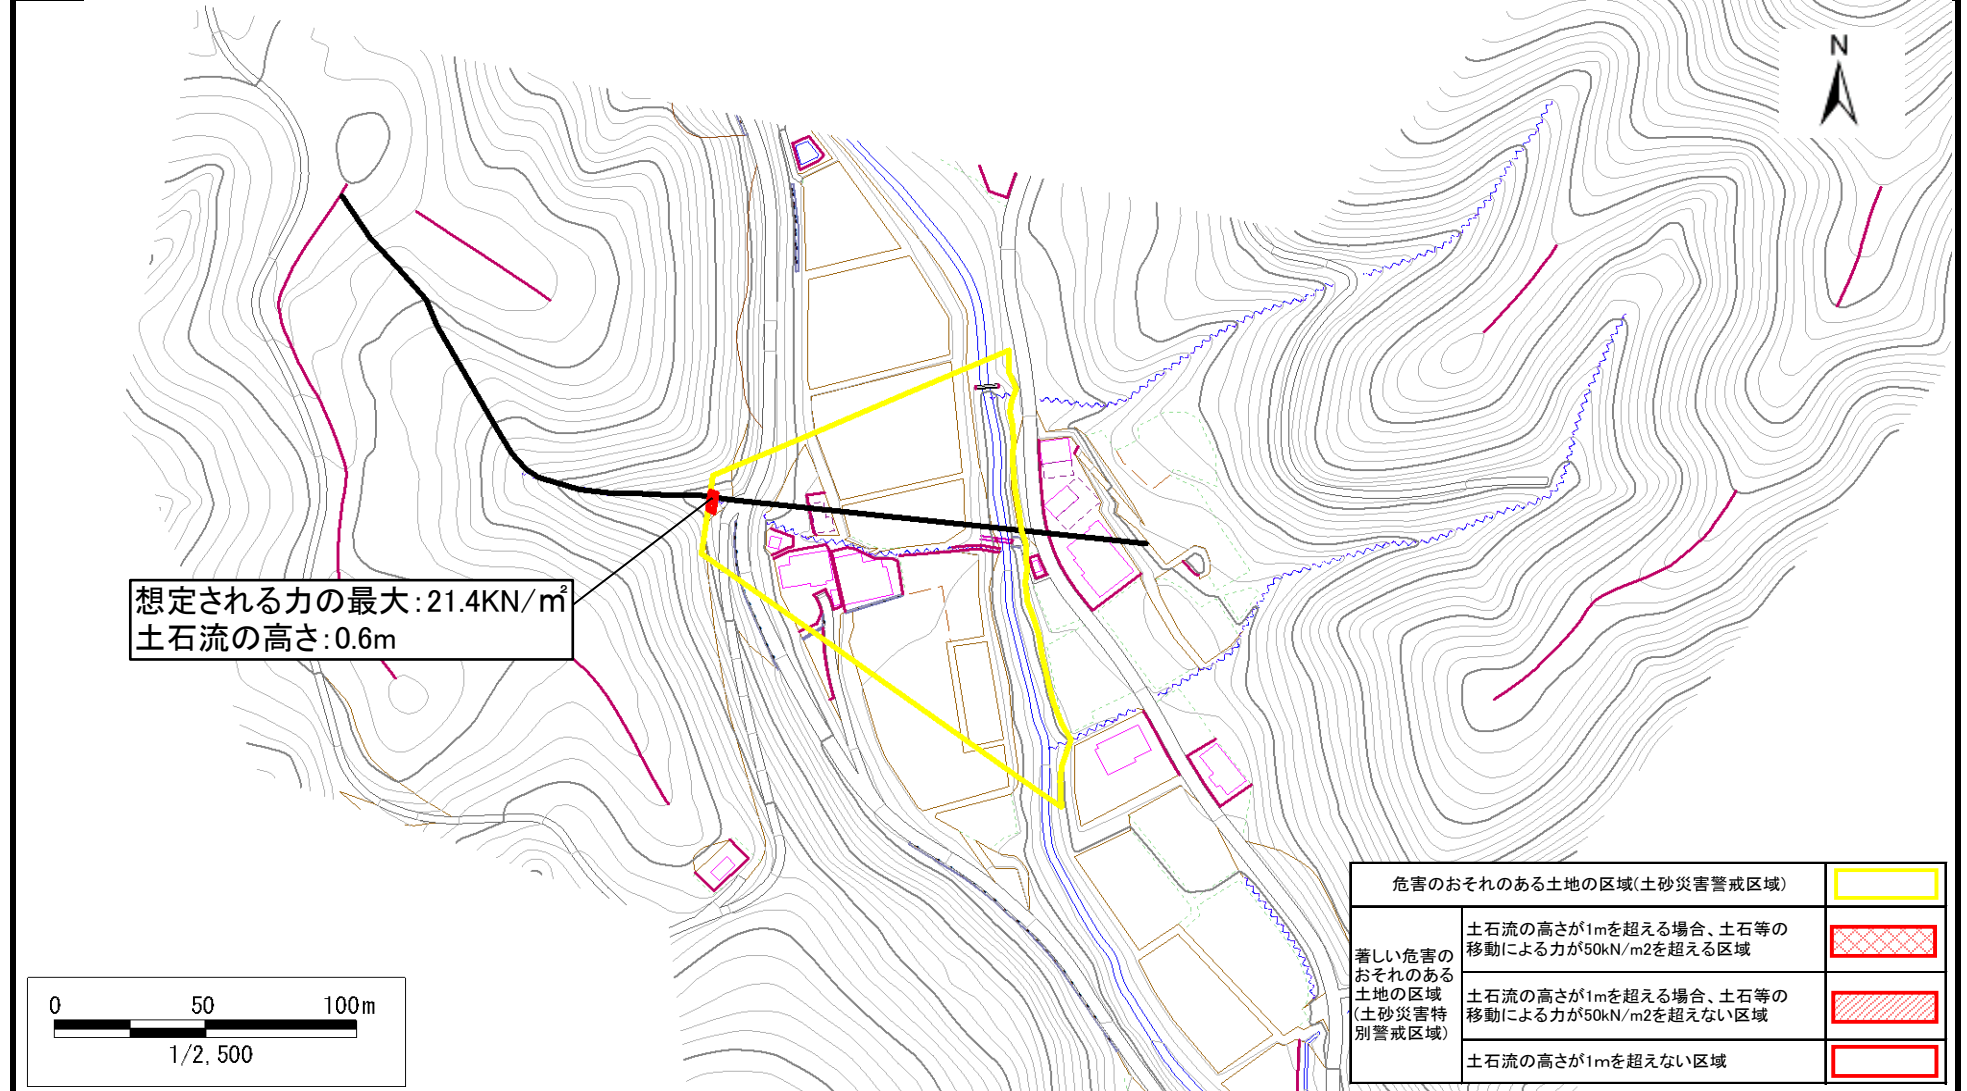 N
想定される力の最大:21.4KN/㎡
土石流の高さ:0.6m
危害のおそれのある土地の区域(土砂災害警戒区域)
著しい危害の
おそれのある
土地の区域
(土砂災害特
別警戒区域)
土石流の高さが1mを超える場合、土石等の
移動による力が50kN/m2を超える区域
土石流の高さが1mを超える場合、土石等の
移動による力が50kN/m2を超えない区域
土石流の高さが1mを超えない区域
0 50 100m
1/2,500